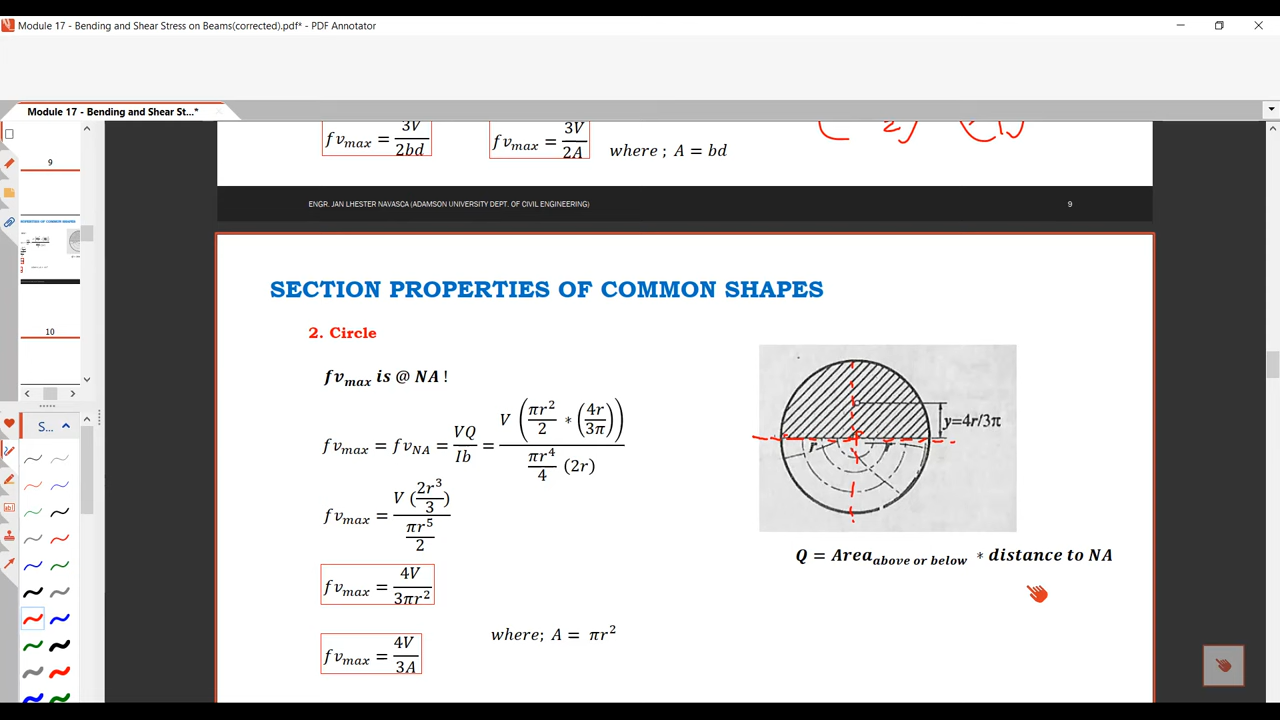 Module 17 - Bending and Shear Stress on Beams(corrected).pdf* - PDF Annotator
Module 17 - Bending and Shear St...*
fv_max = 3V/2bd
fv_max = 3V/2A
where ; A = bd
ENGR. JAN LHESTER NAVASCA (ADAMSON UNIVERSITY DEPT. OF CIVIL ENGINEERING)
9
9
10
S...
SECTION PROPERTIES OF COMMON SHAPES
2. Circle
fv_max is @ NA !
fv_max = fv_NA = VQ/Ib = V (πr²/2 * (4r/3π)) / (πr⁴/4 (2r))
fv_max = V (2r³/3) / (πr⁵/2)
fv_max = 4V/3πr²
fv_max = 4V/3A
where; A = πr²
y=4r/3π
r
r
Q = Area_above or below * distance to NA